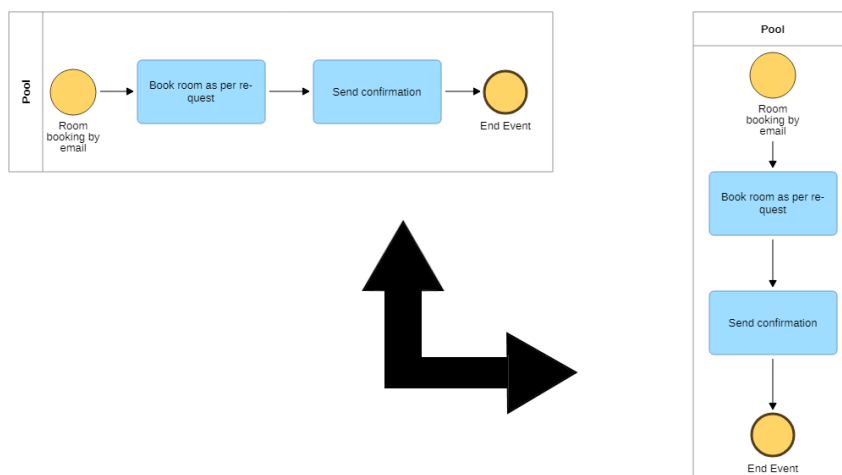 Pool
Room
booking by
email
Book room as per re-
quest
Send confirmation
End Event
Pool
Room
booking by
email
Book room as per re-
quest
Send confirmation
End Event